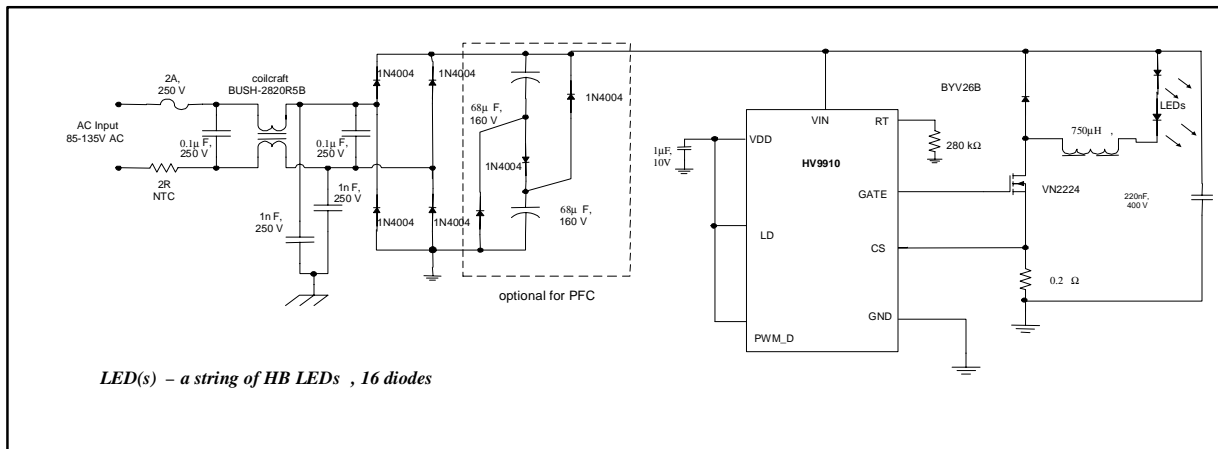 2A,
250 V
coilcraft
BUSH-2820R5B
AC Input
85-135V AC
0.1µF,
250 V
0.1µF,
250 V
2R
NTC
1n F,
250 V
1n F,
250 V
1N4004
1N4004
1N4004
1N4004
68µ F,
160 V
1N4004
1N4004
68µ F,
160 V
optional for PFC
1µF,
10V
VDD
VIN
RT
HV9910
GATE
LD
CS
GND
PWM_D
280 kΩ
BYV26B
750µH ,
LEDs
VN2224
220nF,
400 V
0.2 Ω
LED(s) – a string of HB LEDs , 16 diodes